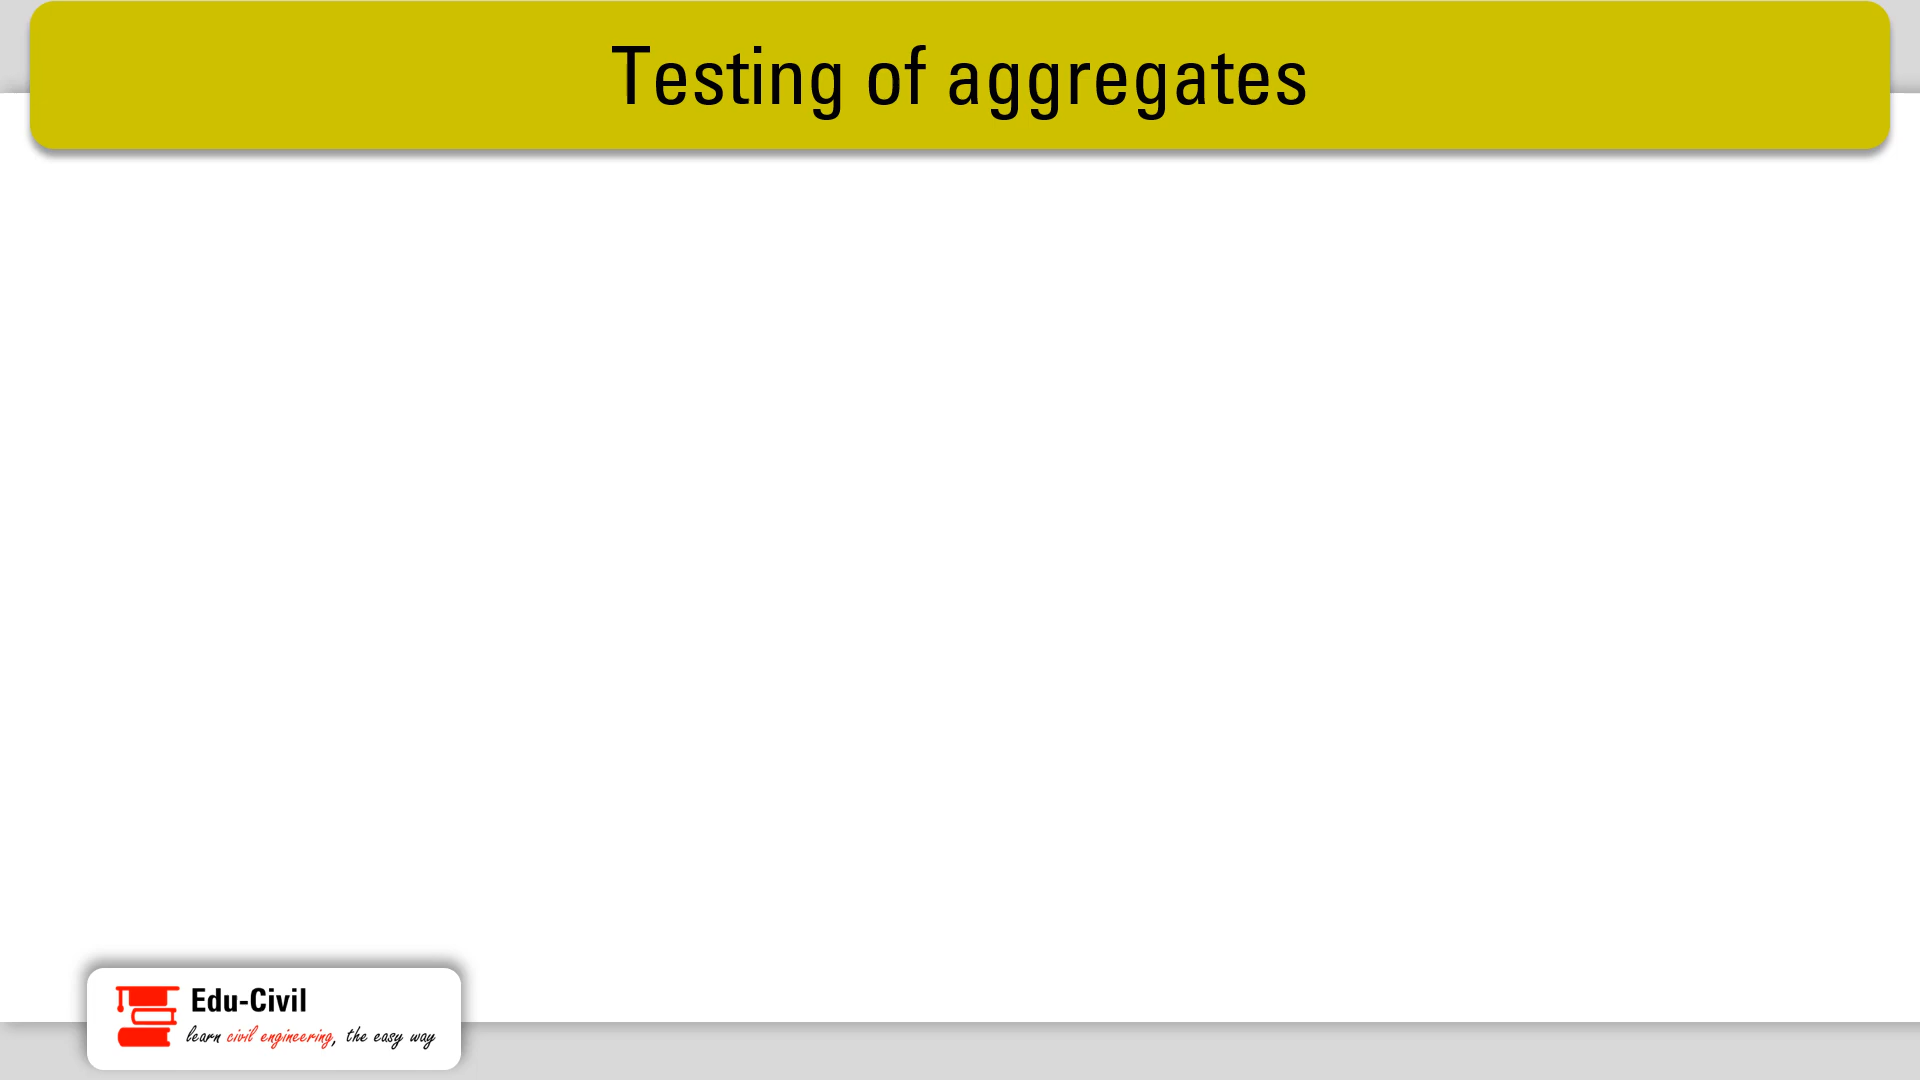 Testing of aggregates
Edu-Civil
learn civil engineering, the easy way